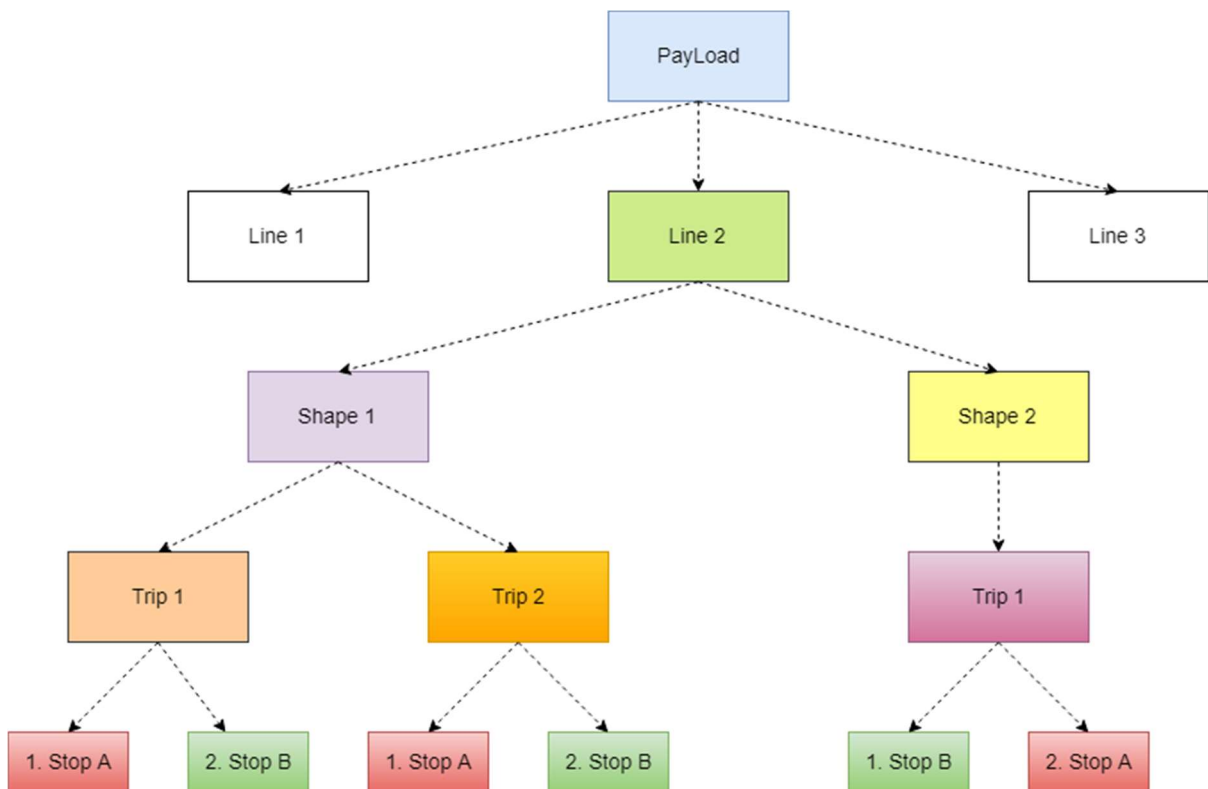 PayLoad
Line 1
Line 2
Line 3
Shape 1
Shape 2
Trip 1
Trip 2
Trip 1
1. Stop A
2. Stop B
1. Stop A
2. Stop B
1. Stop B
2. Stop A